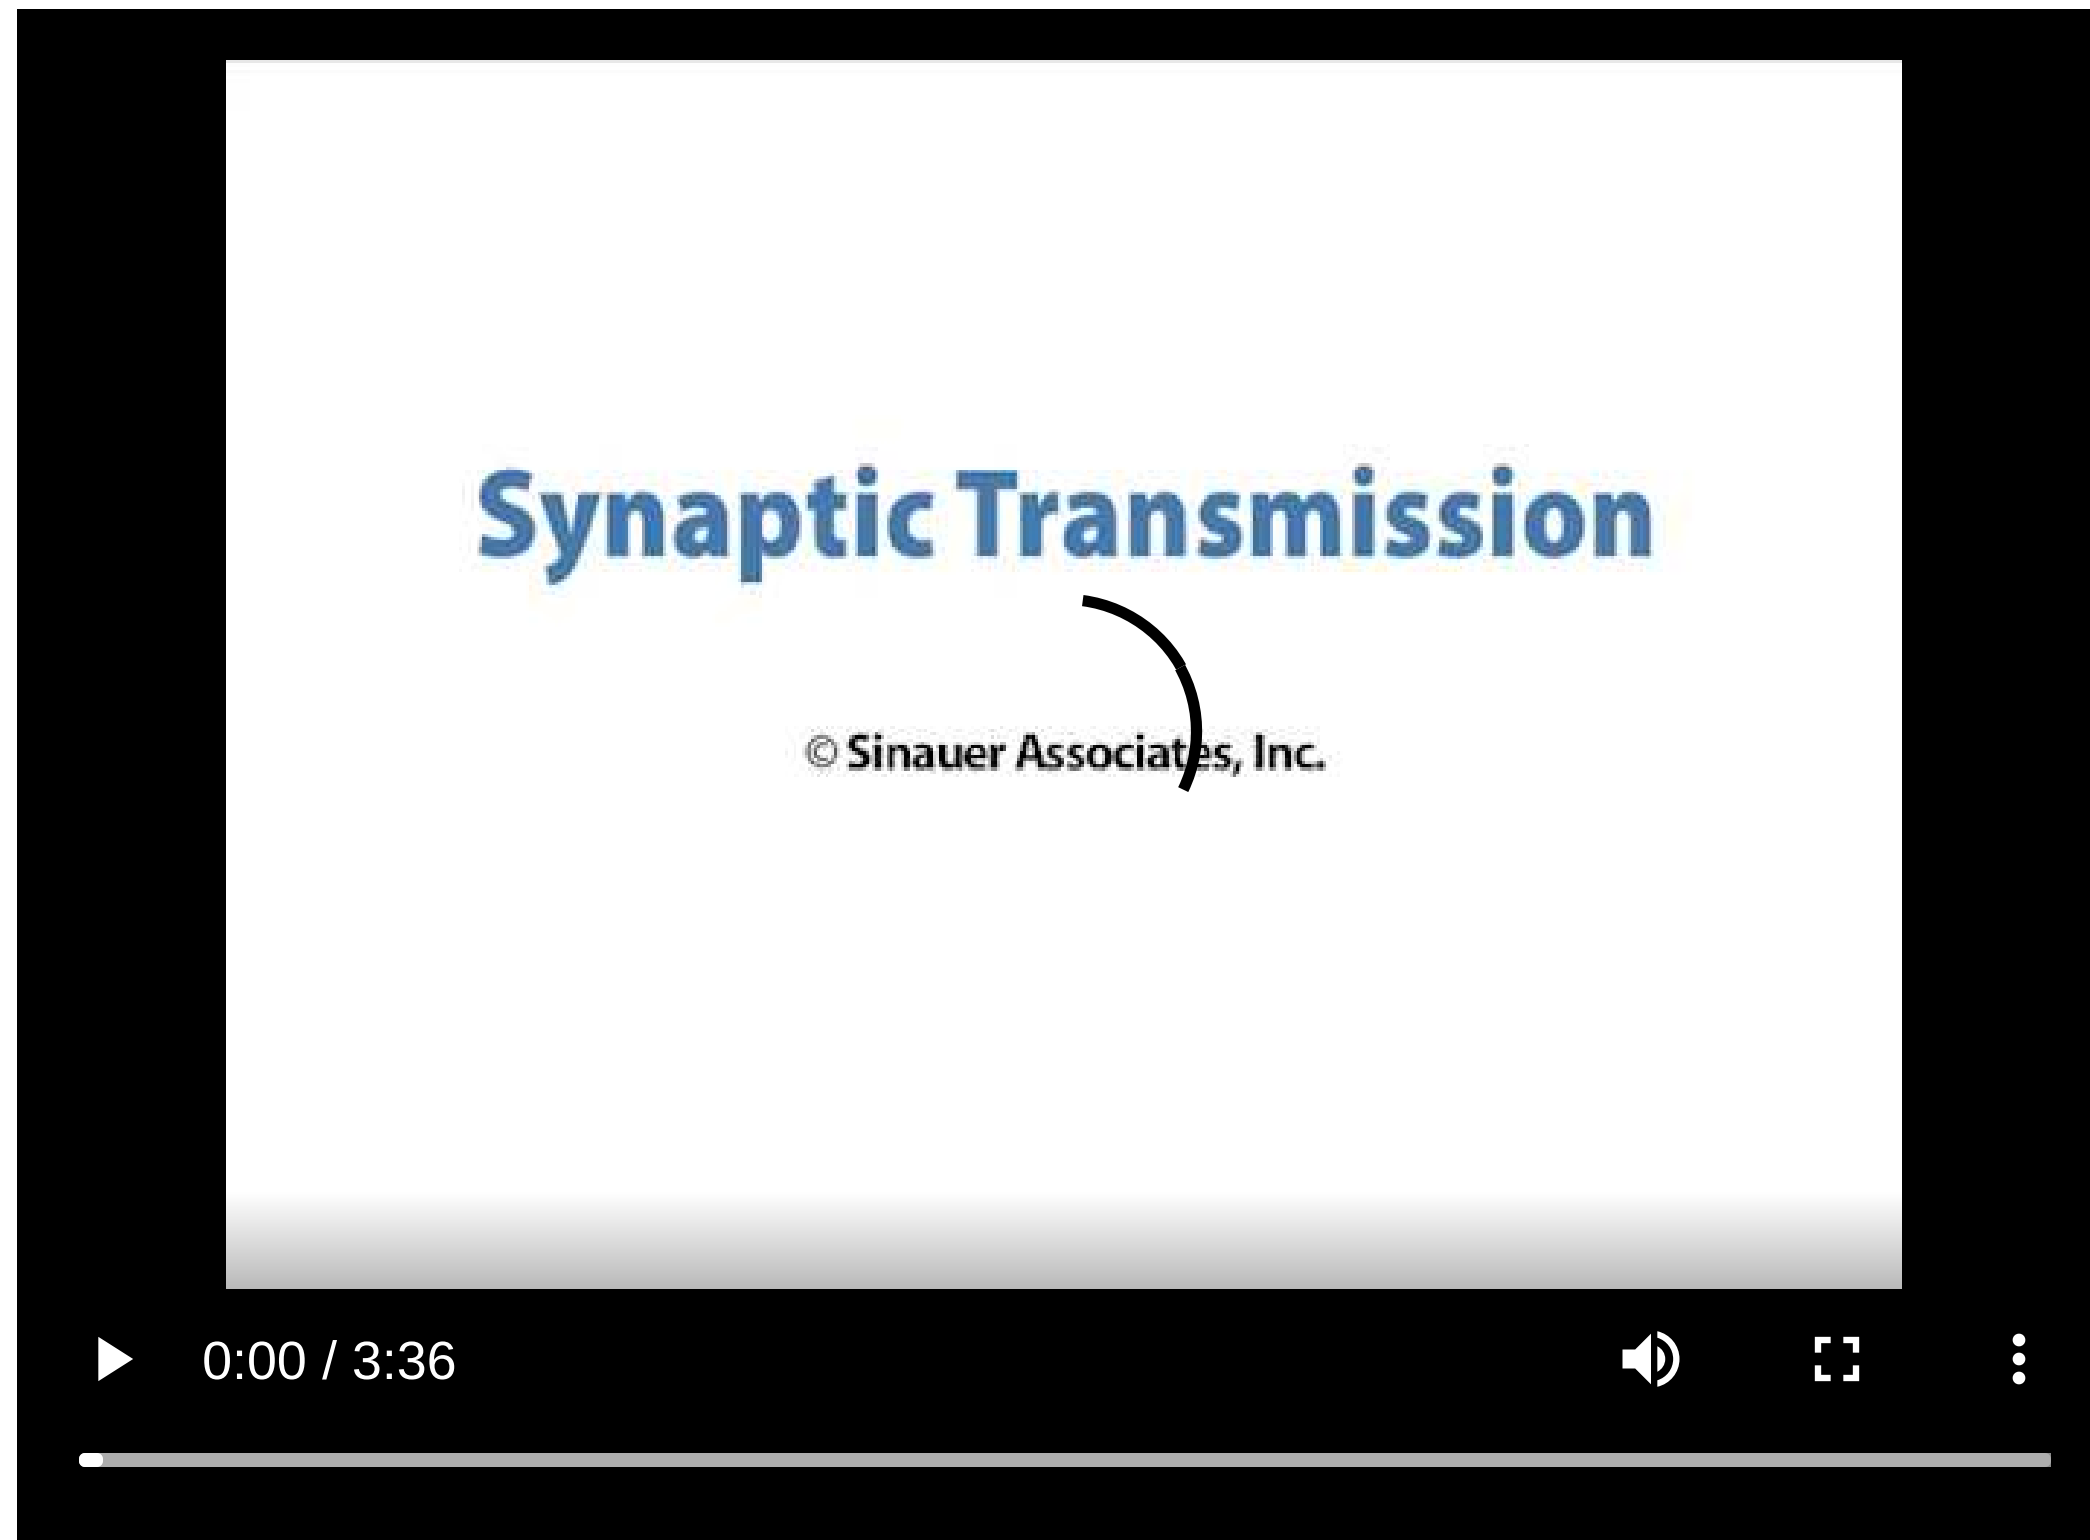 Synaptic Transmission
© Sinauer Associates, Inc.
0:00 / 3:36